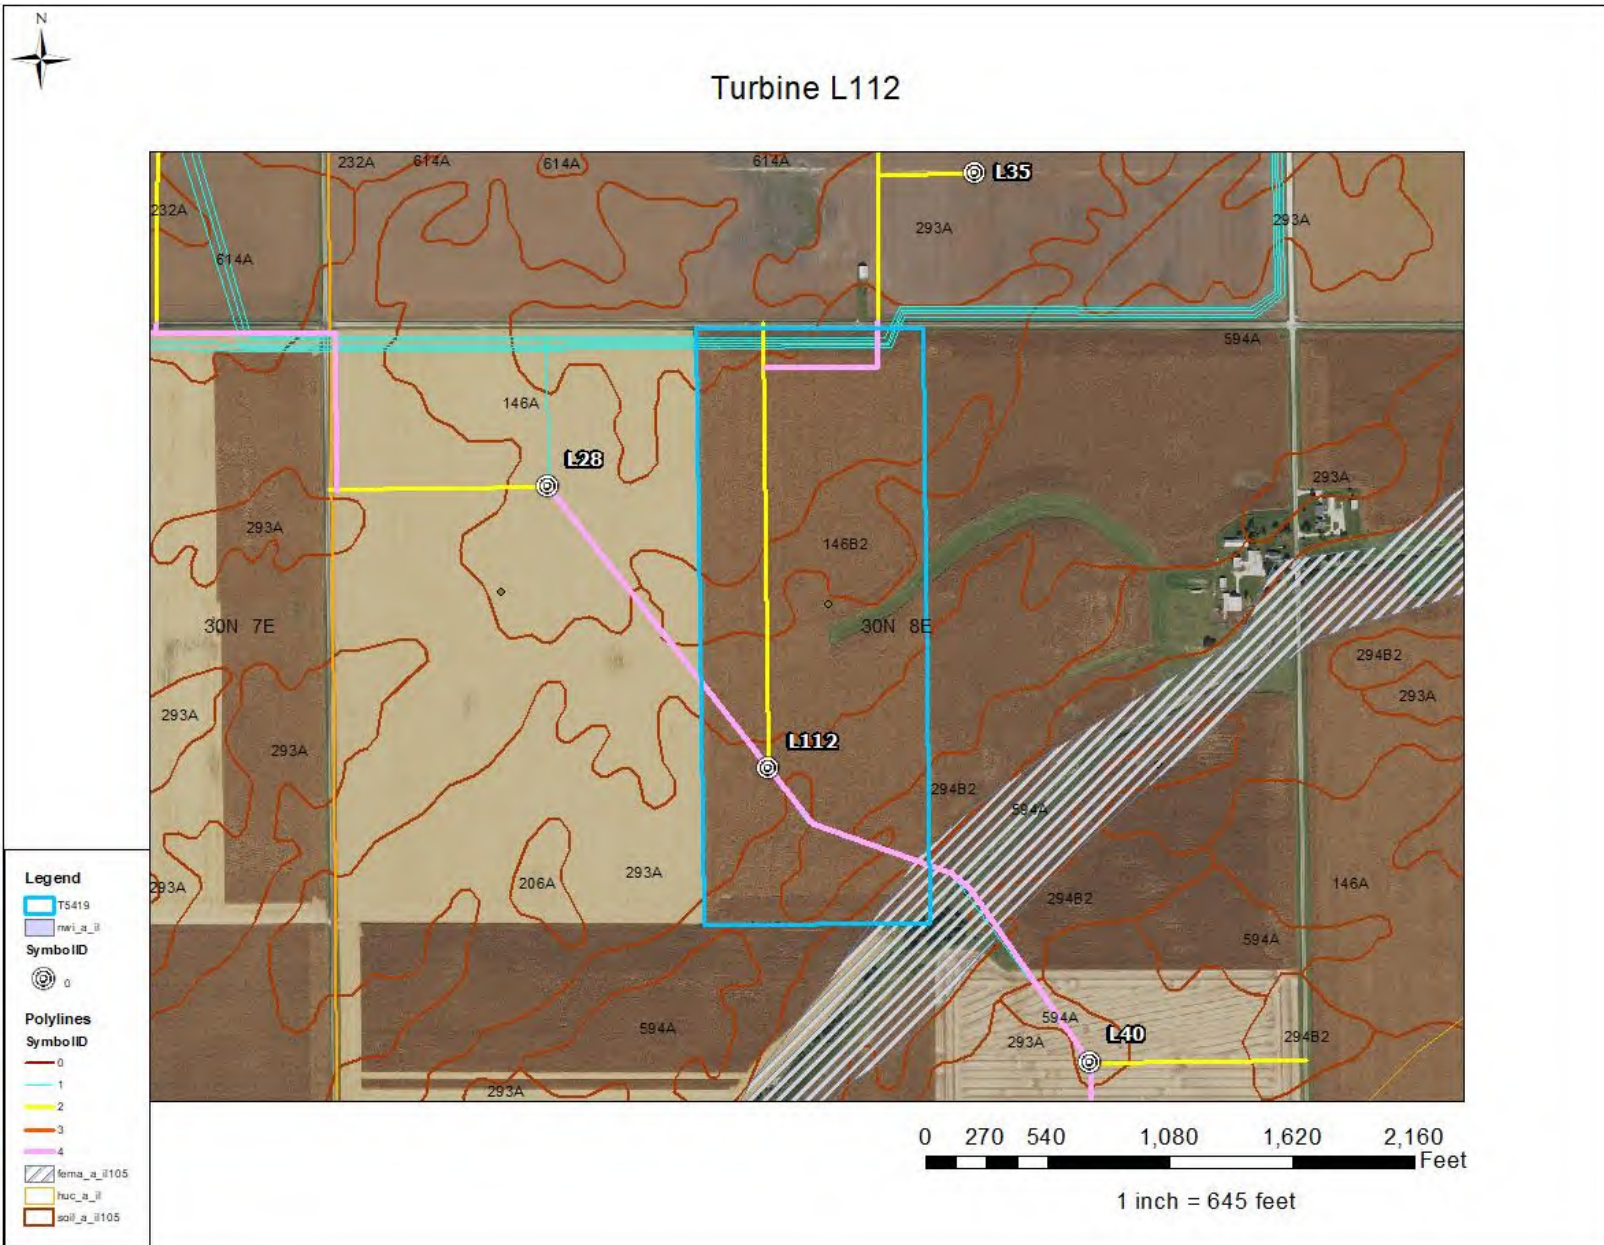 N
Turbine L112
232A 614A 614A 614A
L35
232A
293A
293A
614A
594A
146A
L28
293A
293A
146B2
30N 7E
30N 8E
294B2
293A
293A
293A
L112
294B2
594A
293A
206A
293A
294B2
146A
594A
594A
594A
293A
L40
294B2
293A
Legend
T5419
nwi_a_il
SymbolID
0
Polylines
SymbolID
0
1
2
3
4
fema_a_il105
huc_a_il
soil_a_il105
0 270 540 1,080 1,620 2,160
Feet
1 inch = 645 feet